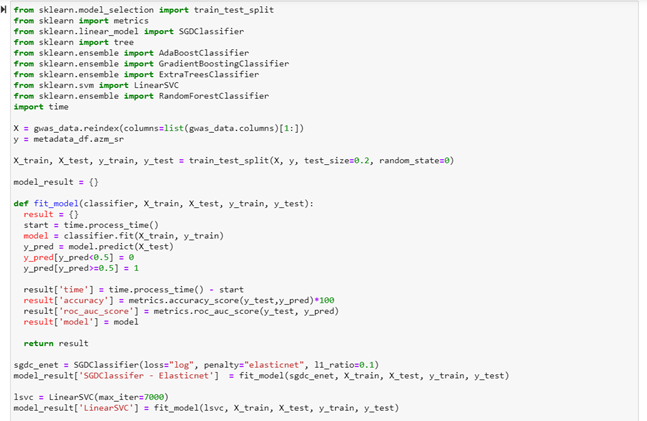 from sklearn.model_selection import train_test_split
from sklearn import metrics
from sklearn.linear_model import SGDClassifier
from sklearn import tree
from sklearn.ensemble import AdaBoostClassifier
from sklearn.ensemble import GradientBoostingClassifier
from sklearn.ensemble import ExtraTreesClassifier
from sklearn.svm import LinearSVC
from sklearn.ensemble import RandomForestClassifier
import time

X = gwas_data.reindex(columns=list(gwas_data.columns)[1:])
y = metadata_df.azm_sr

X_train, X_test, y_train, y_test = train_test_split(X, y, test_size=0.2, random_state=0)

model_result = {}

def fit_model(classifier, X_train, X_test, y_train, y_test):
  result = {}
  start = time.process_time()
  model = classifier.fit(X_train, y_train)
  y_pred = model.predict(X_test)
  y_pred[y_pred<0.5] = 0
  y_pred[y_pred>=0.5] = 1

  result['time'] = time.process_time() - start
  result['accuracy'] = metrics.accuracy_score(y_test,y_pred)*100
  result['roc_auc_score'] = metrics.roc_auc_score(y_test, y_pred)
  result['model'] = model

  return result

sgdc_enet = SGDClassifier(loss="log", penalty="elasticnet", l1_ratio=0.1)
model_result['SGDClassifer - Elasticnet']  = fit_model(sgdc_enet, X_train, X_test, y_train, y_test)

lsvc = LinearSVC(max_iter=7000)
model_result['LinearSVC'] = fit_model(lsvc, X_train, X_test, y_train, y_test)